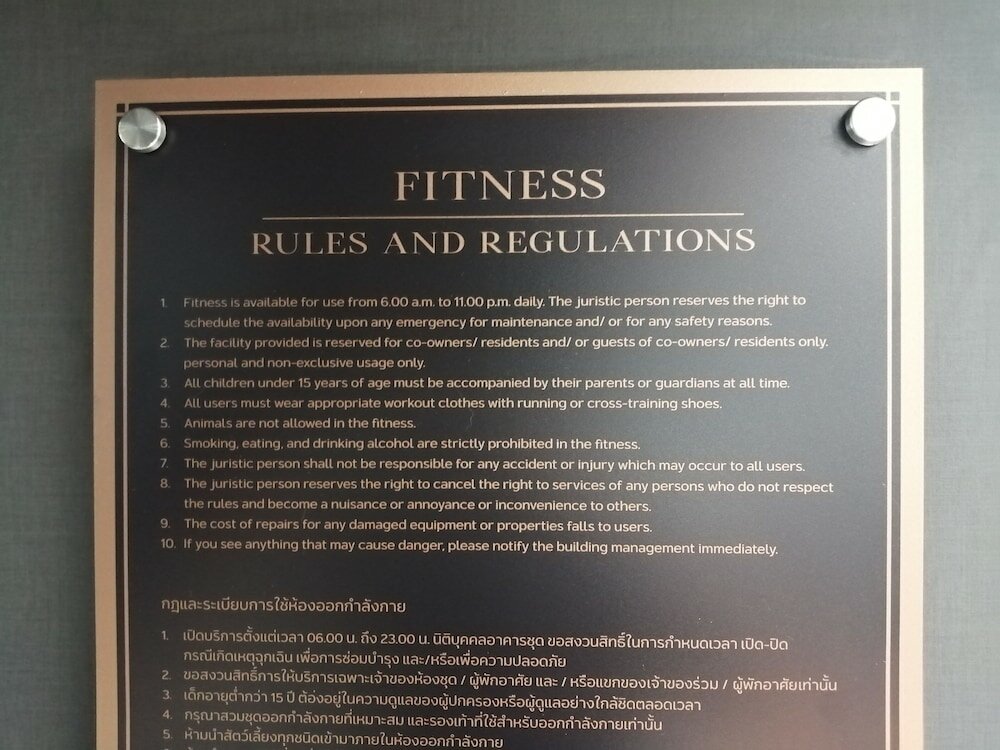 FITNESS
RULES AND REGULATIONS
1. Fitness is available for use from 6.00 a.m. to 11.00 p.m. daily. The juristic person reserves the right to
schedule the availability upon any emergency for maintenance and/ or for any safety reasons.
2. The facility provided is reserved for co-owners/ residents and/ or guests of co-owners/ residents only.
personal and non-exclusive usage only.
3. All children under 15 years of age must be accompanied by their parents or guardians at all time.
4. All users must wear appropriate workout clothes with running or cross-training shoes.
5. Animals are not allowed in the fitness.
6. Smoking, eating, and drinking alcohol are strictly prohibited in the fitness.
7. The juristic person shall not be responsible for any accident or injury which may occur to all users.
8. The juristic person reserves the right to cancel the right to services of any persons who do not respect
the rules and become a nuisance or annoyance or inconvenience to others.
9. The cost of repairs for any damaged equipment or properties falls to users.
10. If you see anything that may cause danger, please notify the building management immediately.
กฎและระเบียบการใช้ห้องออกกำลังกาย
1. เปิดบริการตั้งแต่เวลา 06.00 น. ถึง 23.00 น. นิติบุคคลอาคารชุด ขอสงวนสิทธิ์ในการกำหนดเวลา เปิด-ปิด
กรณีเกิดเหตุฉุกเฉิน เพื่อการซ่อมบำรุง และ/หรือเพื่อความปลอดภัย
2. ขอสงวนสิทธิ์การให้บริการเฉพาะเจ้าของห้องชุด / ผู้พักอาศัย และ / หรือแขกของเจ้าของร่วม / ผู้พักอาศัยเท่านั้น
3. เด็กอายุต่ำกว่า 15 ปี ต้องอยู่ในความดูแลของผู้ปกครองหรือผู้ดูแลอย่างใกล้ชิดตลอดเวลา
4. กรุณาสวมชุดออกกำลังกายที่เหมาะสม และรองเท้าที่ใช้สำหรับออกกำลังกายเท่านั้น
5. ห้ามนำสัตว์เลี้ยงทุกชนิดเข้ามาภายในห้องออกกำลังกาย